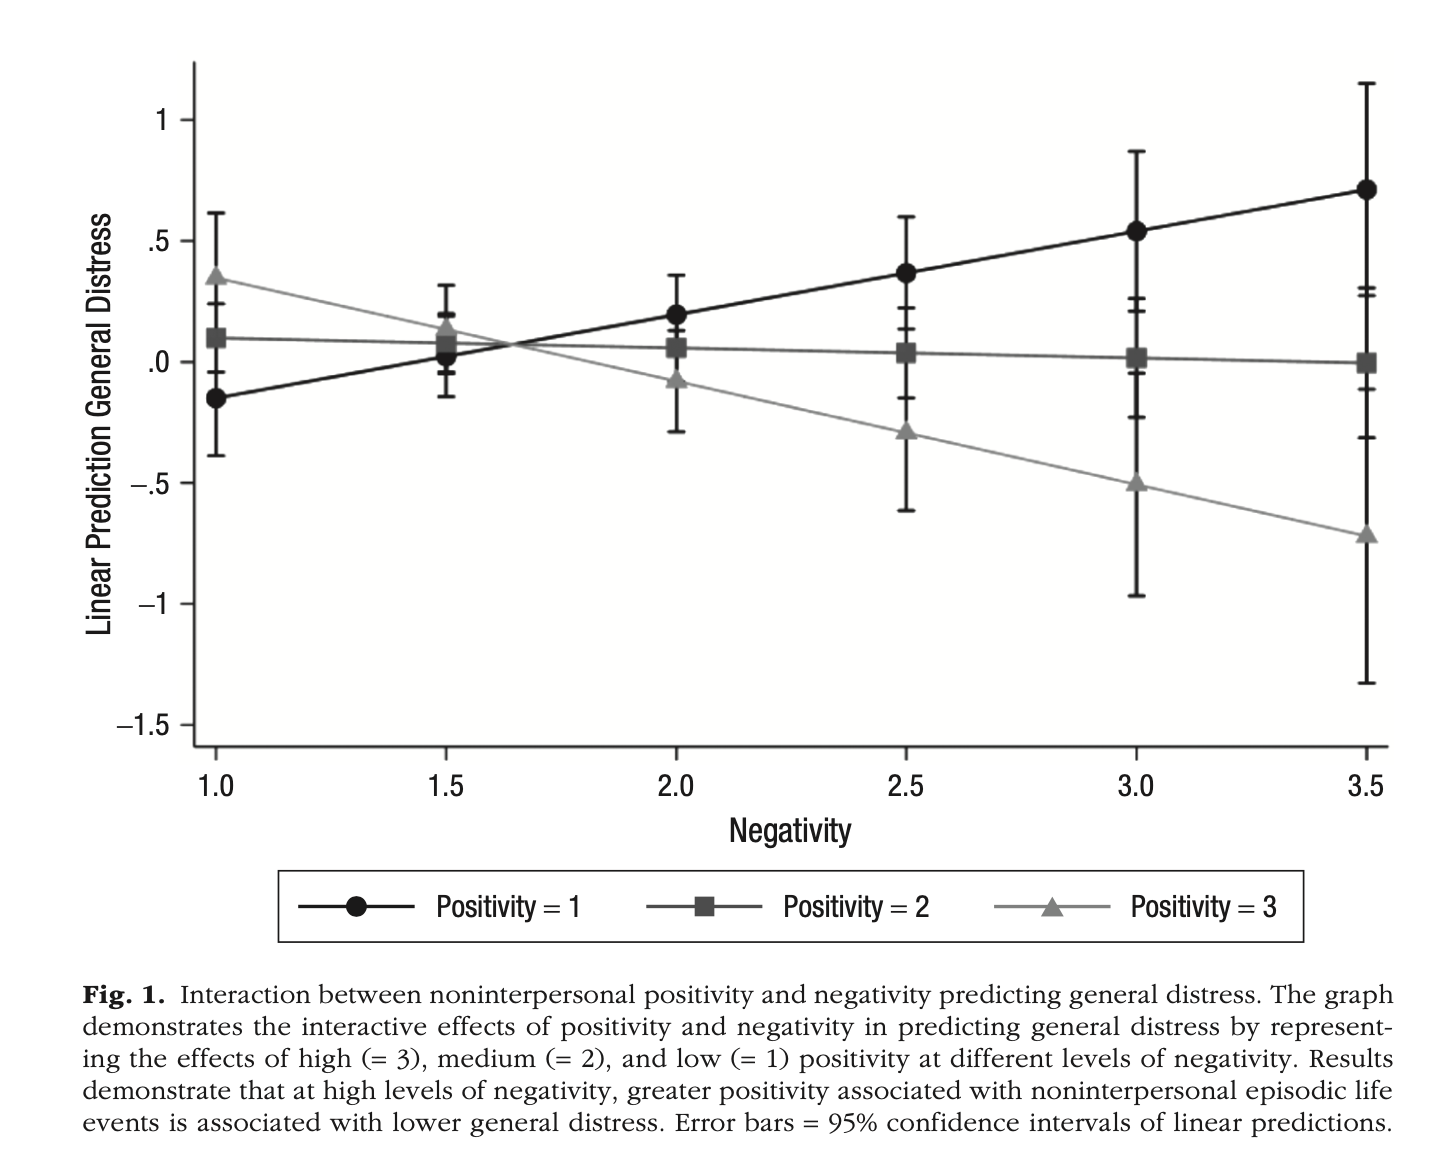 1
.5
.0
–.5
–1
–1.5
Linear Prediction General Distress
1.0 1.5 2.0 2.5 3.0 3.5
Negativity
Positivity = 1 Positivity = 2 Positivity = 3
Fig. 1. Interaction between noninterpersonal positivity and negativity predicting general distress. The graph
demonstrates the interactive effects of positivity and negativity in predicting general distress by represent-
ing the effects of high (= 3), medium (= 2), and low (= 1) positivity at different levels of negativity. Results
demonstrate that at high levels of negativity, greater positivity associated with noninterpersonal episodic life
events is associated with lower general distress. Error bars = 95% confidence intervals of linear predictions.